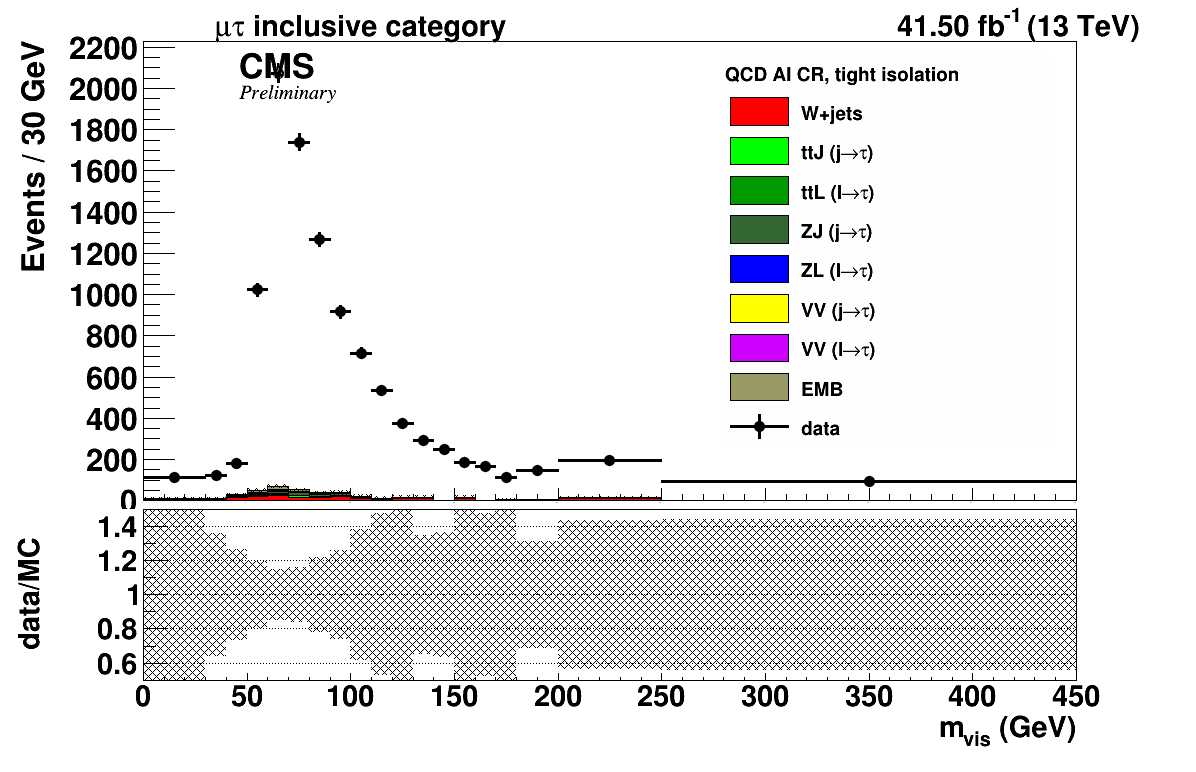 μτ inclusive category
41.50 fb-1 (13 TeV)
CMS
Preliminary
Events / 30 GeV
2200
2000
1800
1600
1400
1200
1000
800
600
400
200
0
QCD AI CR, tight isolation
W+jets
ttJ (j→τ)
ttL (l→τ)
ZJ (j→τ)
ZL (l→τ)
VV (j→τ)
VV (l→τ)
EMB
data
data/MC
1.4
1.2
1
0.8
0.6
0 50 100 150 200 250 300 350 400 450
mvis (GeV)